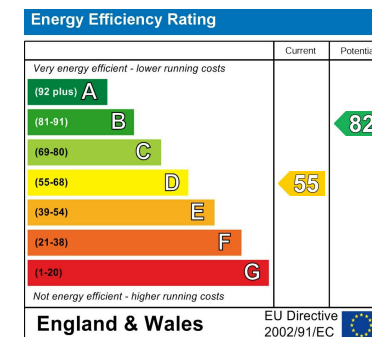 Energy Efficiency Rating
Current Potentia
Very energy efficient - lower running costs
(92 plus) A
(81-91) B
82
(69-80) C
(55-68) D
55
(39-54) E
(21-38) F
(1-20) G
Not energy efficient - higher running costs
England & Wales
EU Directive
2002/91/EC